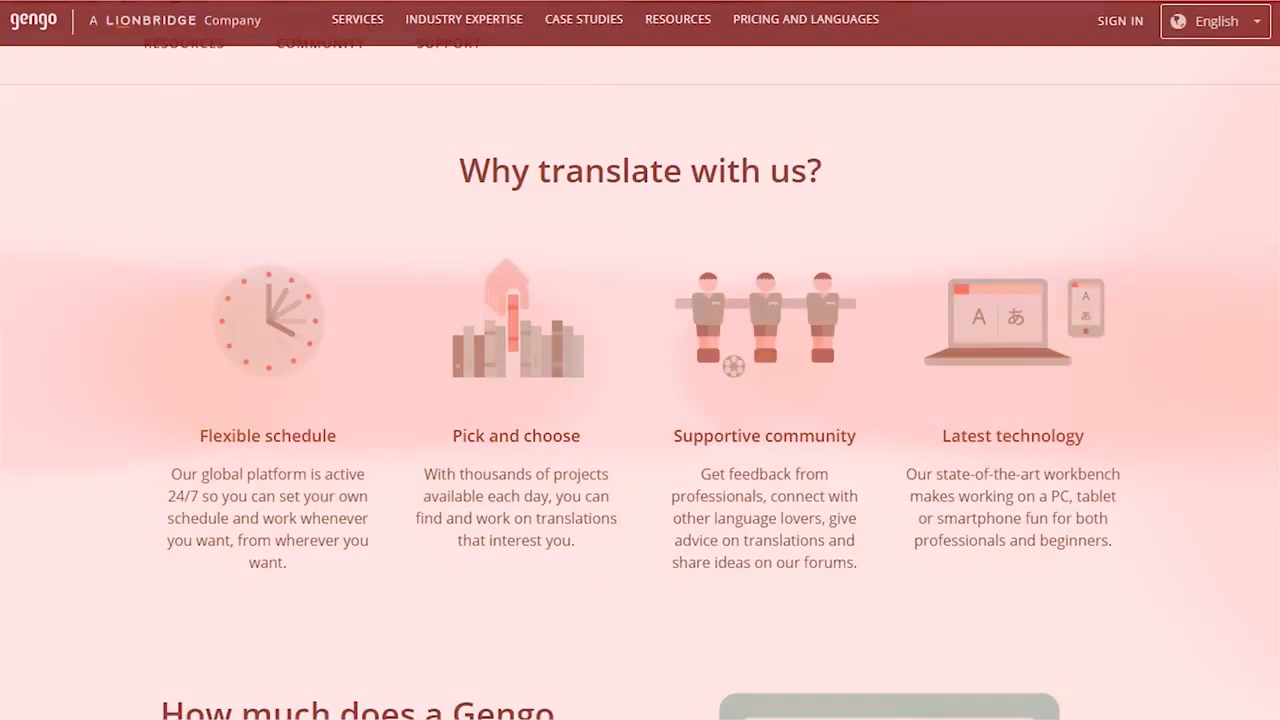 gengo A LIONBRIDGE Company SERVICES INDUSTRY EXPERTISE CASE STUDIES RESOURCES PRICING AND LANGUAGES SIGN IN English
RESOURCES COMMUNITY SUPPORT
Why translate with us?
A あ
A
あ
Flexible schedule
Our global platform is active
24/7 so you can set your own
schedule and work whenever
you want, from wherever you
want.
Pick and choose
With thousands of projects
available each day, you can
find and work on translations
that interest you.
Supportive community
Get feedback from
professionals, connect with
other language lovers, give
advice on translations and
share ideas on our forums.
Latest technology
Our state-of-the-art workbench
makes working on a PC, tablet
or smartphone fun for both
professionals and beginners.
How much does a Gengo